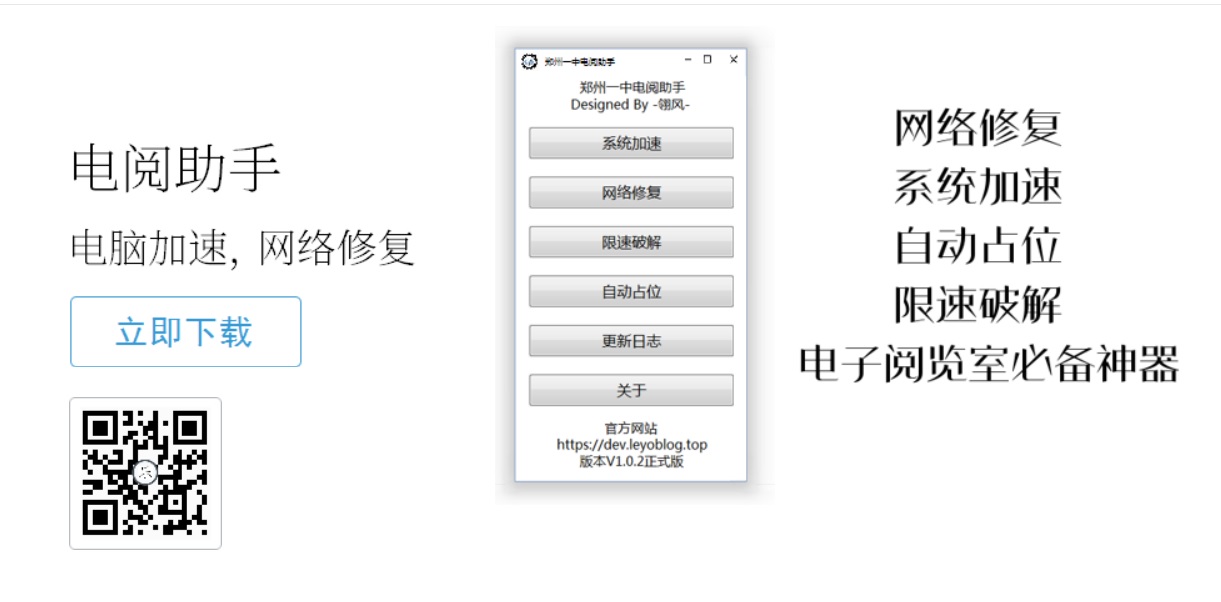 电阅助手
电脑加速, 网络修复
立即下载
郑州一中电阅助手
郑州一中电阅助手
Designed By -翎风-
系统加速
网络修复
限速破解
自动占位
更新日志
关于
官方网站
https://dev.leyoblog.top
版本V1.0.2正式版
网络修复
系统加速
自动占位
限速破解
电子阅览室必备神器